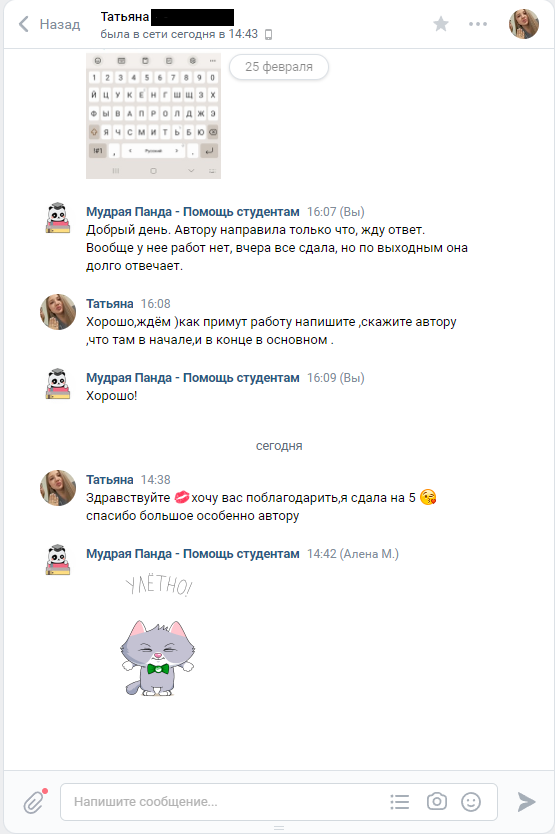 Назад
Татьяна
была в сети сегодня в 14:43
25 февраля
1 2 3 4 5 6 7 8 9 0
Й Ц У К Е Н Г Ш Щ З Х
Ф Ы В А П Р О Л Д Ж Э
Я Ч С М И Т Ь Б Ю
!#1 , Русский .
Мудрая Панда - Помощь студентам 16:07 (Вы)
Добрый день. Автору направила только что, жду ответ.
Вообще у нее работ нет, вчера все сдала, но по выходным она
долго отвечает.
Татьяна 16:08
Хорошо,ждём )как примут работу напишите ,скажите автору
,что там в начале,и в конце в основном .
Мудрая Панда - Помощь студентам 16:09 (Вы)
Хорошо!
сегодня
Татьяна 14:38
Здравствуйте 💋хочу вас поблагодарить,я сдала на 5 😘
спасибо большое особенно автору
Мудрая Панда - Помощь студентам 14:42 (Алена М.)
УЛЁТНО!
Напишите сообщение...